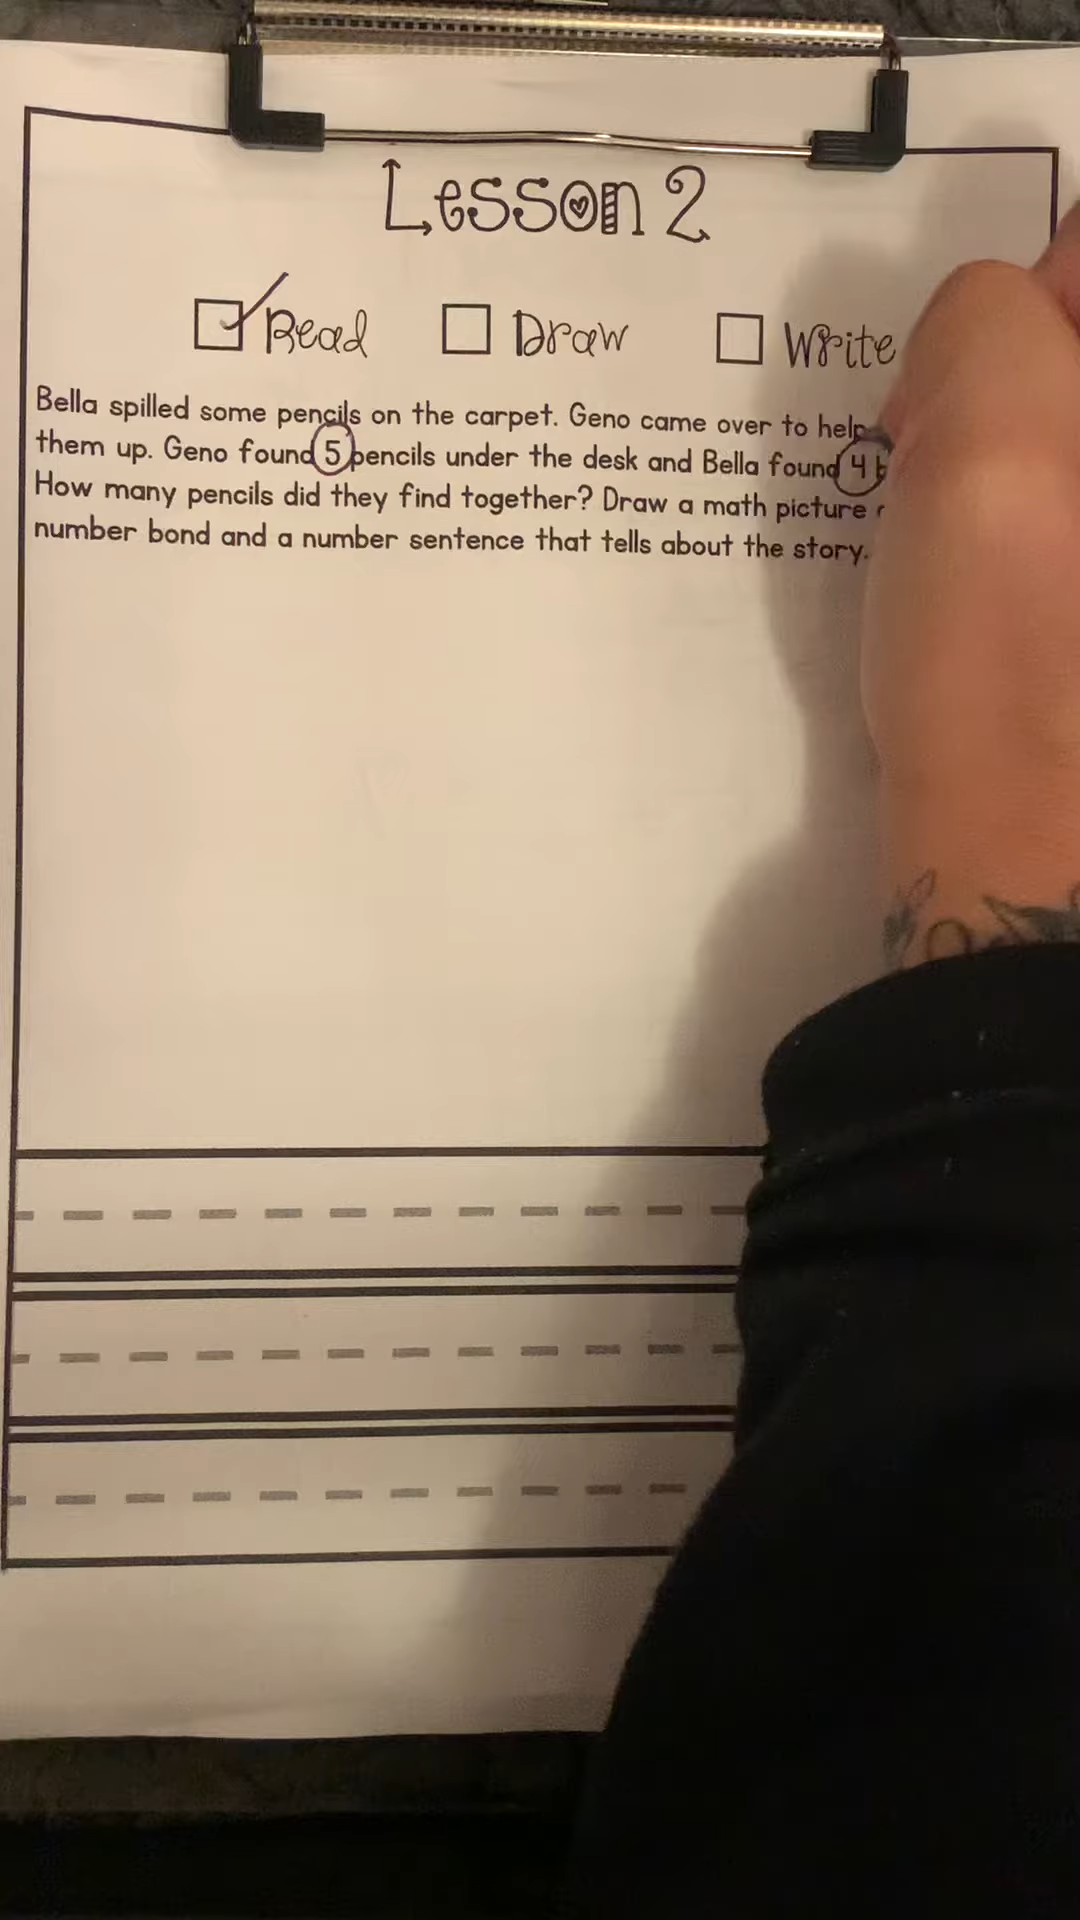 Lesson 2
Read Draw Write
Bella spilled some pencils on the carpet. Geno came over to help
them up. Geno found 5 pencils under the desk and Bella found 4
How many pencils did they find together? Draw a math picture
number bond and a number sentence that tells about the story.